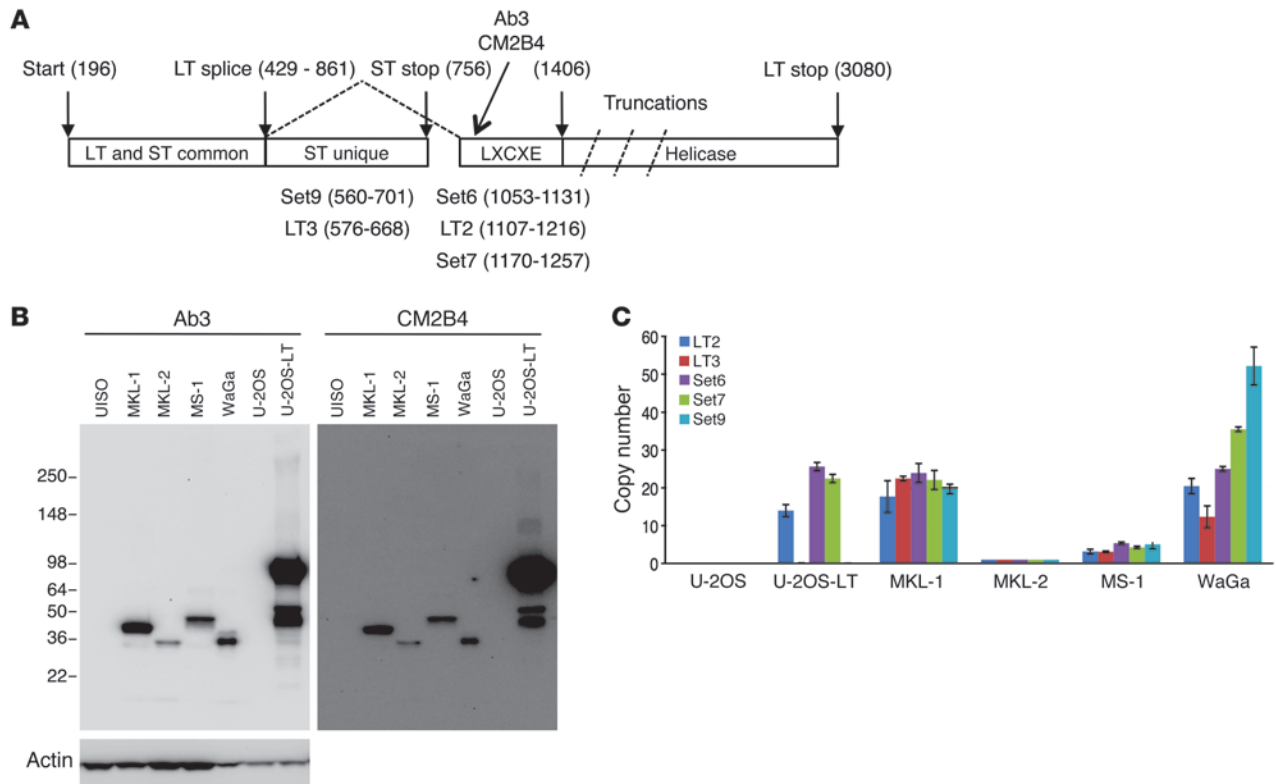 A
Ab3
CM2B4
Start (196)
LT splice (429 - 861)
ST stop (756)
(1406)
LT stop (3080)
Truncations
LT and ST common
ST unique
LXCXE
Helicase
Set9 (560-701)
Set6 (1053-1131)
LT3 (576-668)
LT2 (1107-1216)
Set7 (1170-1257)
B
Ab3
CM2B4
UISO
MKL-1
MKL-2
MS-1
WaGa
U-2OS
U-2OS-LT
UISO
MKL-1
MKL-2
MS-1
WaGa
U-2OS
U-2OS-LT
250–
148–
98–
64–
50–
36–
22–
Actin
C
Copy number
60
50
40
30
20
10
0
LT2
LT3
Set6
Set7
Set9
U-2OS
U-2OS-LT
MKL-1
MKL-2
MS-1
WaGa